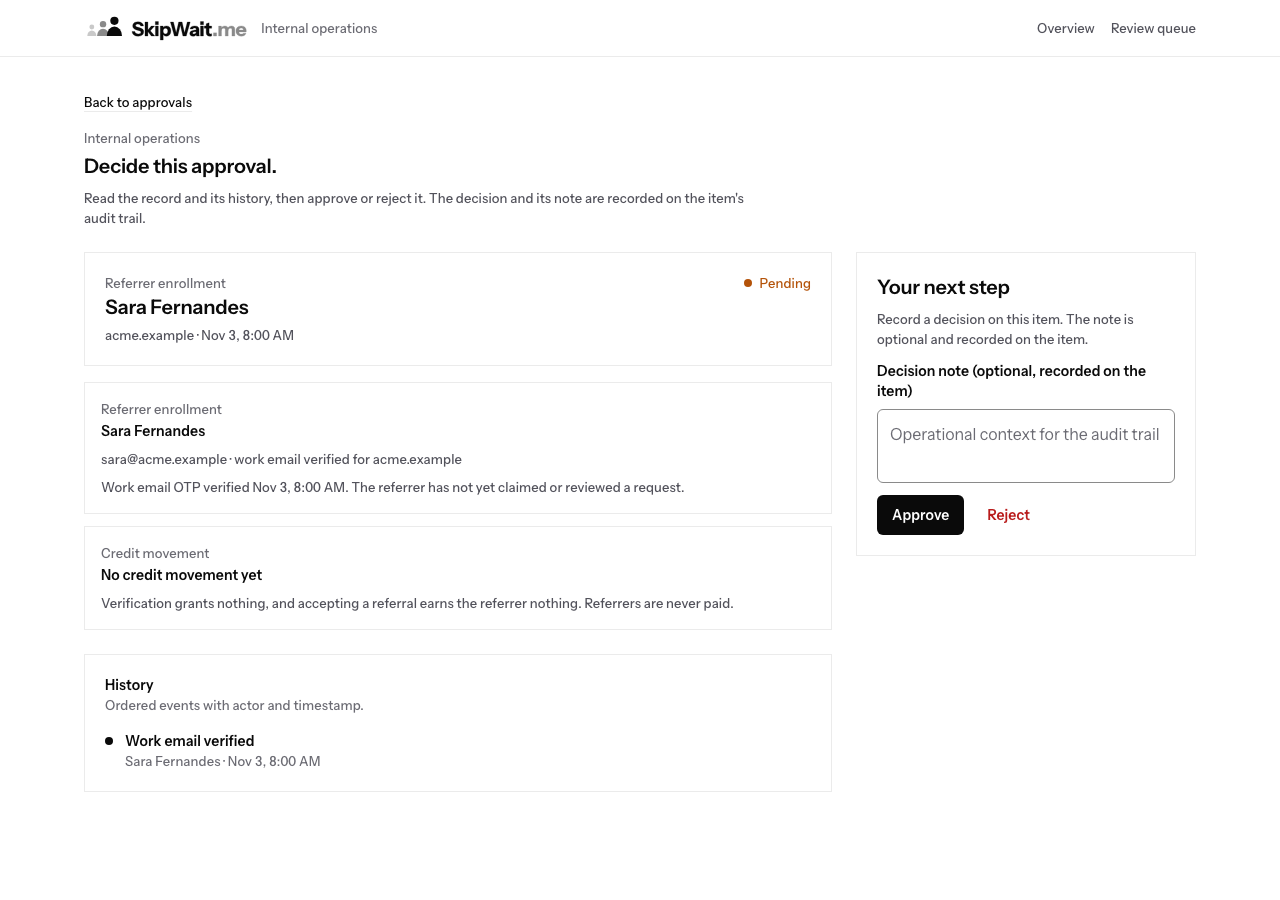 SkipWait.me
Internal operations
Overview
Review queue
Back to approvals
Internal operations
Decide this approval.
Read the record and its history, then approve or reject it. The decision and its note are recorded on the item's
audit trail.
Referrer enrollment
Pending
Sara Fernandes
acme.example · Nov 3, 8:00 AM
Referrer enrollment
Sara Fernandes
sara@acme.example · work email verified for acme.example
Work email OTP verified Nov 3, 8:00 AM. The referrer has not yet claimed or reviewed a request.
Credit movement
No credit movement yet
Verification grants nothing, and accepting a referral earns the referrer nothing. Referrers are never paid.
History
Ordered events with actor and timestamp.
Work email verified
Sara Fernandes · Nov 3, 8:00 AM
Your next step
Record a decision on this item. The note is
optional and recorded on the item.
Decision note (optional, recorded on the
item)
Operational context for the audit trail
Approve
Reject